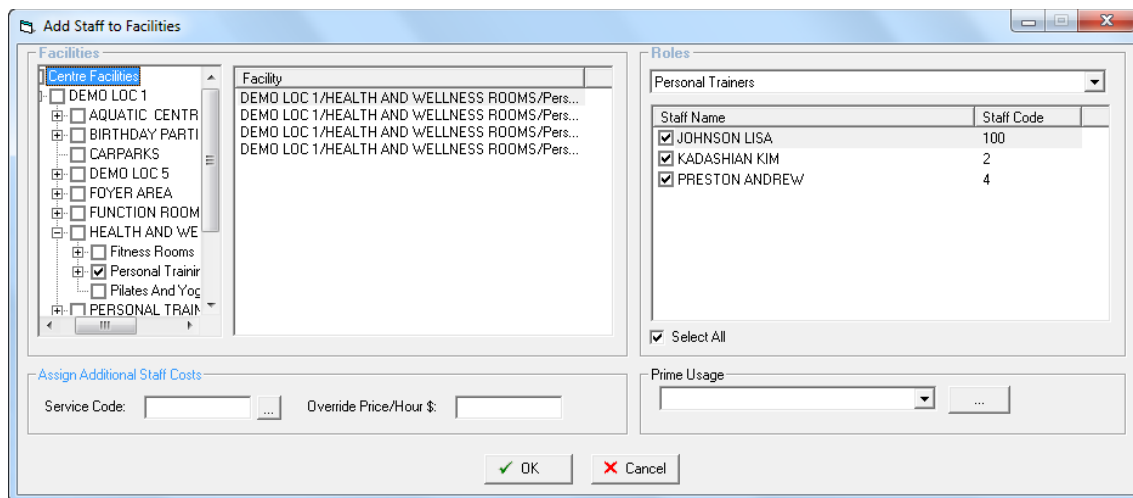 Add Staff to Facilities
Facilities
Centre Facilities
DEMO LOC 1
AQUATIC CENTR
BIRTHDAY PARTI
CARPARKS
DEMO LOC 5
FOYER AREA
FUNCTION ROOM
HEALTH AND WE
Fitness Rooms
Personal Trainin
Pilates And Yog
PERSONAL TRAIN
Facility
DEMO LOC 1/HEALTH AND WELLNESS ROOMS/Pers...
DEMO LOC 1/HEALTH AND WELLNESS ROOMS/Pers...
DEMO LOC 1/HEALTH AND WELLNESS ROOMS/Pers...
DEMO LOC 1/HEALTH AND WELLNESS ROOMS/Pers...
Roles
Personal Trainers
Staff Name Staff Code
JOHNSON LISA 100
KADASHIAN KIM 2
PRESTON ANDREW 4
Select All
Assign Additional Staff Costs
Service Code: ... Override Price/Hour $:
Prime Usage
...
OK Cancel